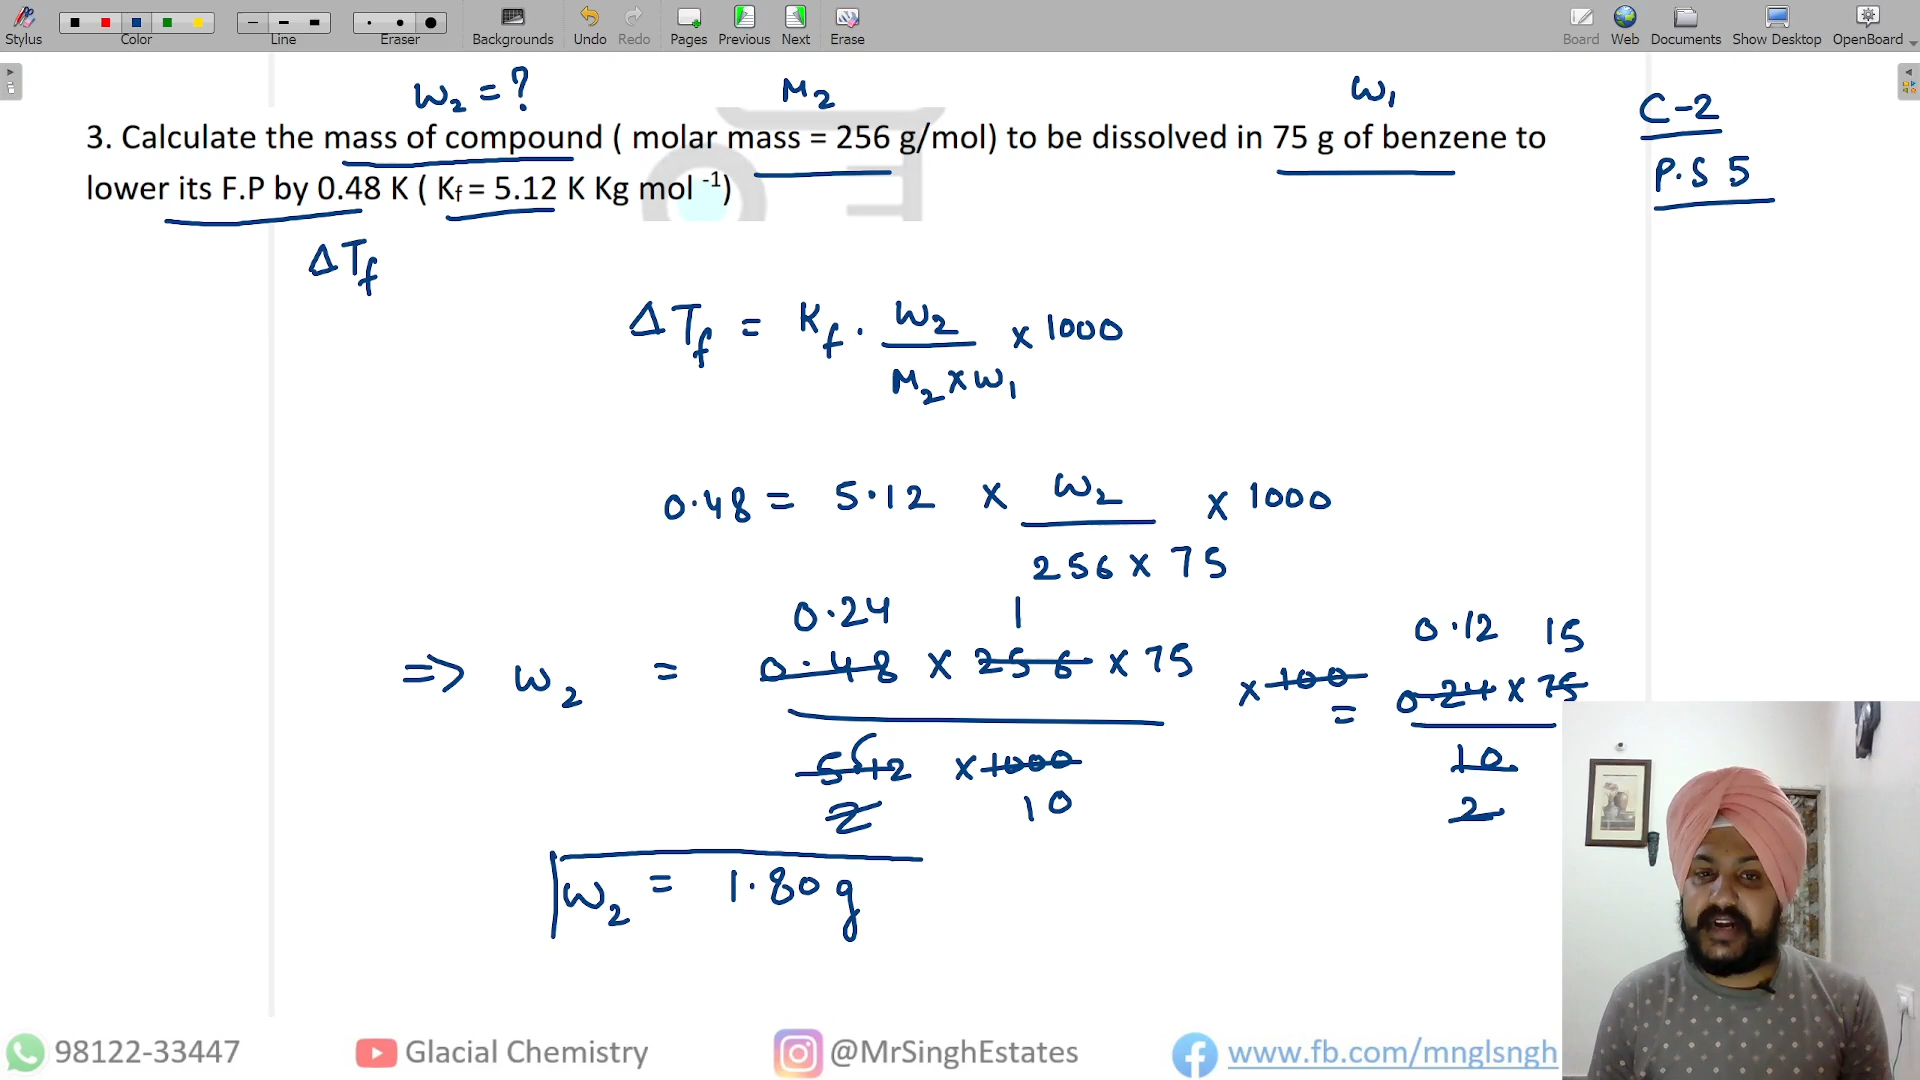 Stylus Color Line Eraser Backgrounds Undo Redo Pages Previous Next Erase Board Web Documents Show Desktop OpenBoard
W₂ = ? M₂ W₁
C-2
P.S 5
3. Calculate the mass of compound ( molar mass = 256 g/mol) to be dissolved in 75 g of benzene to
lower its F.P by 0.48 K ( Kf = 5.12 K Kg mol ⁻¹)
ΔTf
ΔTf = Kf · W₂ / M₂ × W₁ × 1000
0.48 = 5.12 × W₂ / 256 × 75 × 1000
0.24 1 0.12 15
=> W₂ = 0.48 × 256 × 75 × 100 = 0.24 × 75
5.12 × 1000 10
2 10 2
W₂ = 1.80 g
98122-33447 Glacial Chemistry @MrSinghEstates www.fb.com/mnglsngh